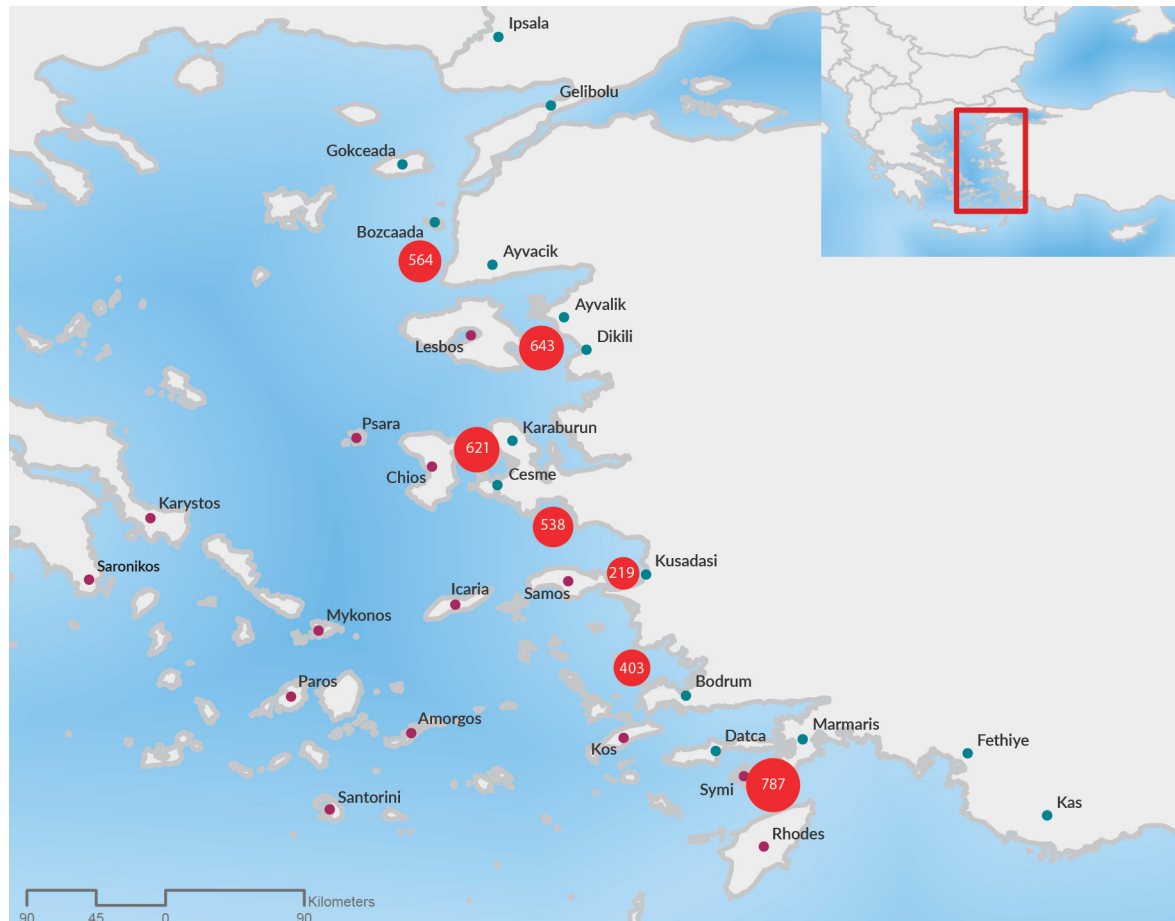 Ipsala
Gelibolu
Gokceada
Bozcaada
564
Ayvacik
Ayvalik
Lesbos
643
Dikili
Psara
Karaburun
621
Chios
Cesme
Karystos
538
Saronikos
Kusadasi
219
Icaria
Samos
Mykonos
403
Paros
Bodrum
Amorgos
Kos
Datca
Marmaris
Fethiye
Symi
787
Santorini
Kas
Rhodes
Kilometers
90 45 0 90